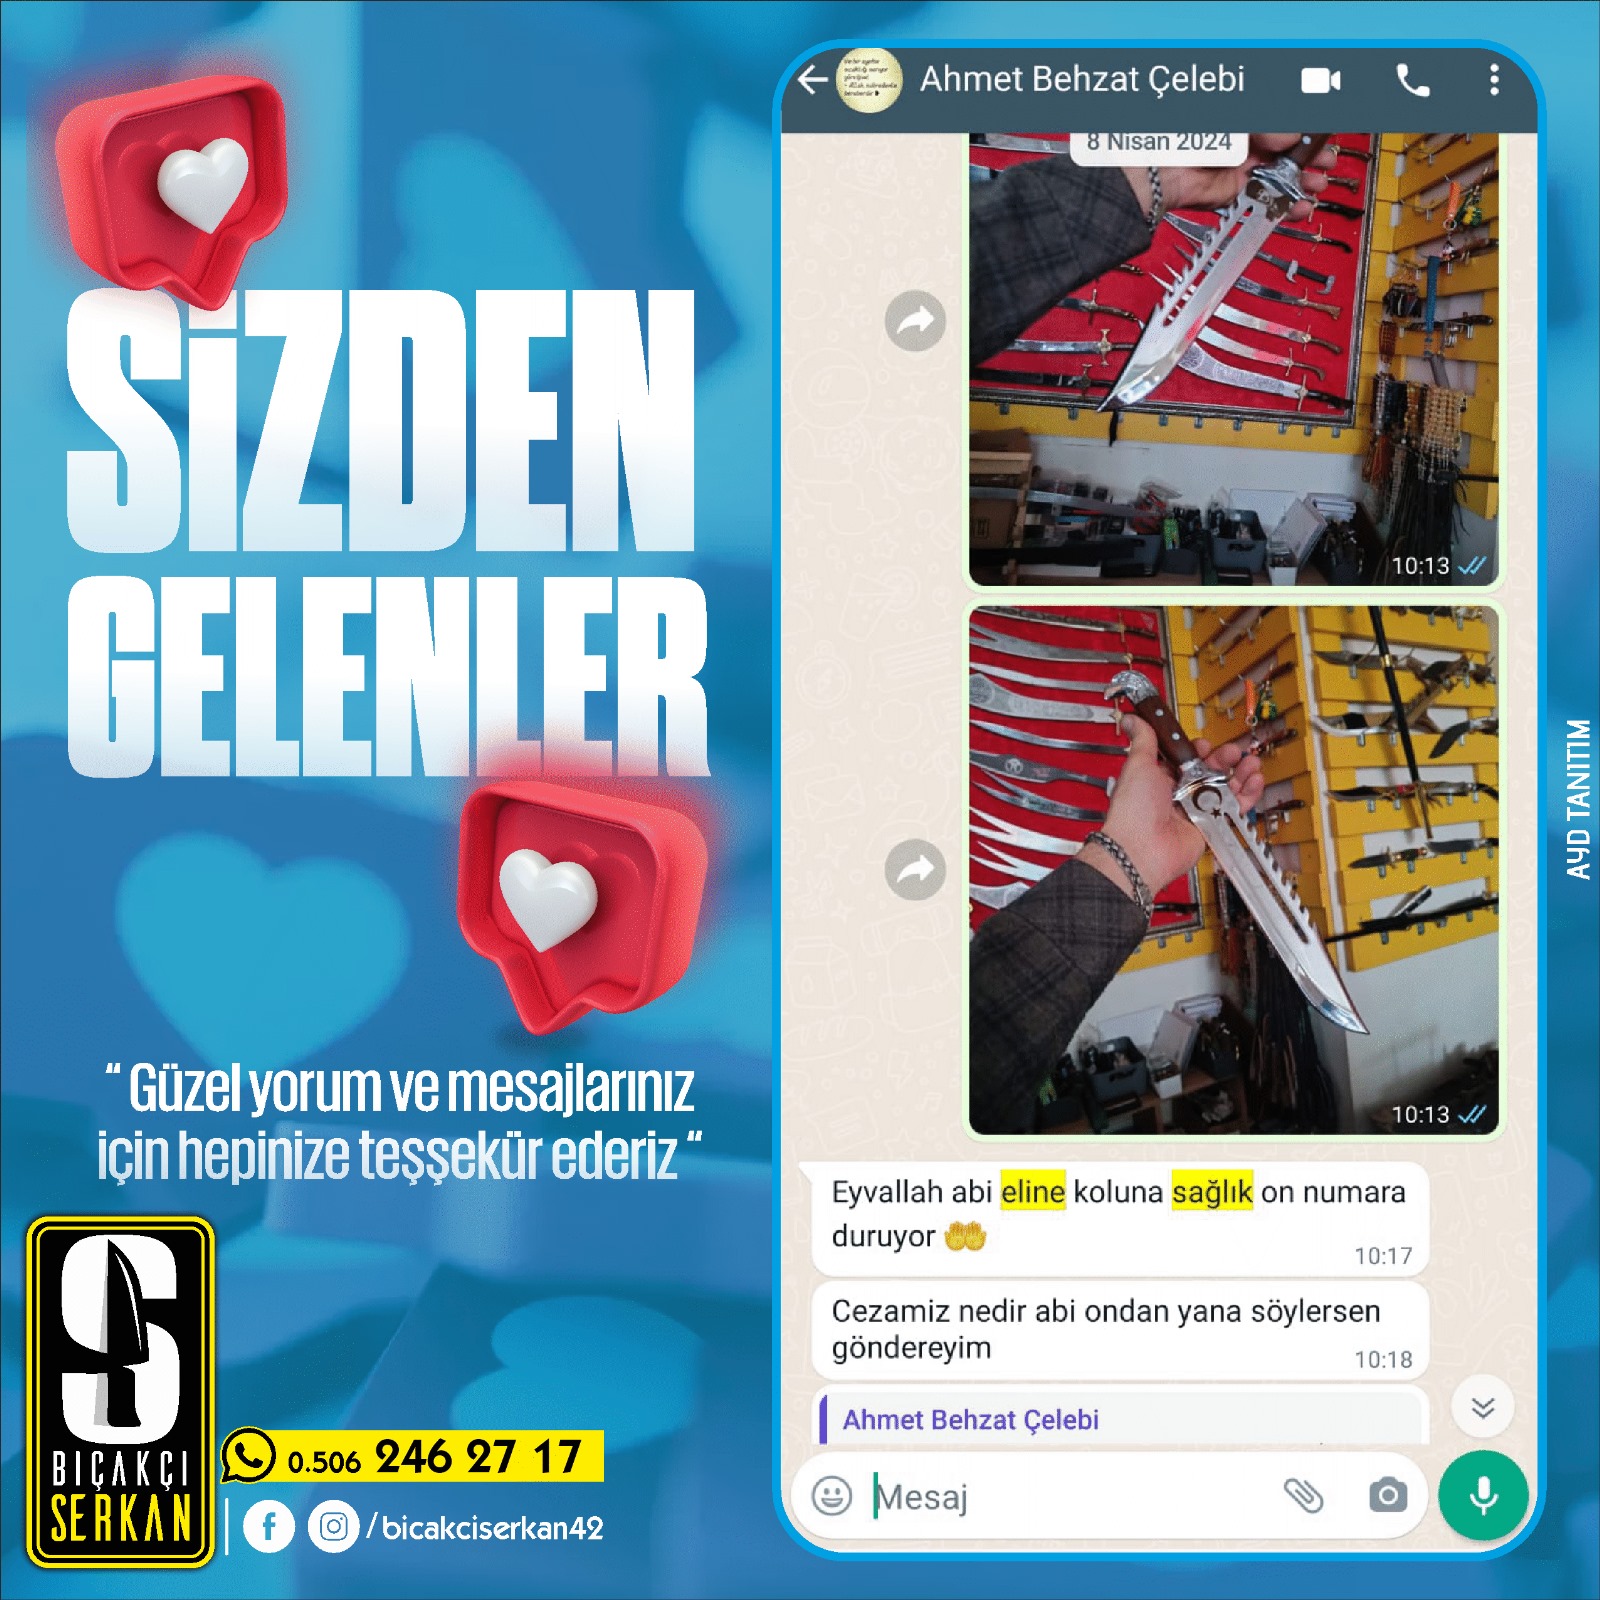 SİZDEN
GELENLER
“ Güzel yorum ve mesajlarınız
için hepinize teşşekür ederiz “
S
BIÇAKÇI
SERKAN
0.506 246 27 17
/bicakciserkan42
Ahmet Behzat Çelebi
8 Nisan 2024
10:13
10:13
Eyvallah abi eline koluna sağlık on numara
duruyor 🤲
10:17
Cezamiz nedir abi ondan yana söylersen
göndereyim
10:18
Ahmet Behzat Çelebi
Mesaj
AYD TANITIM